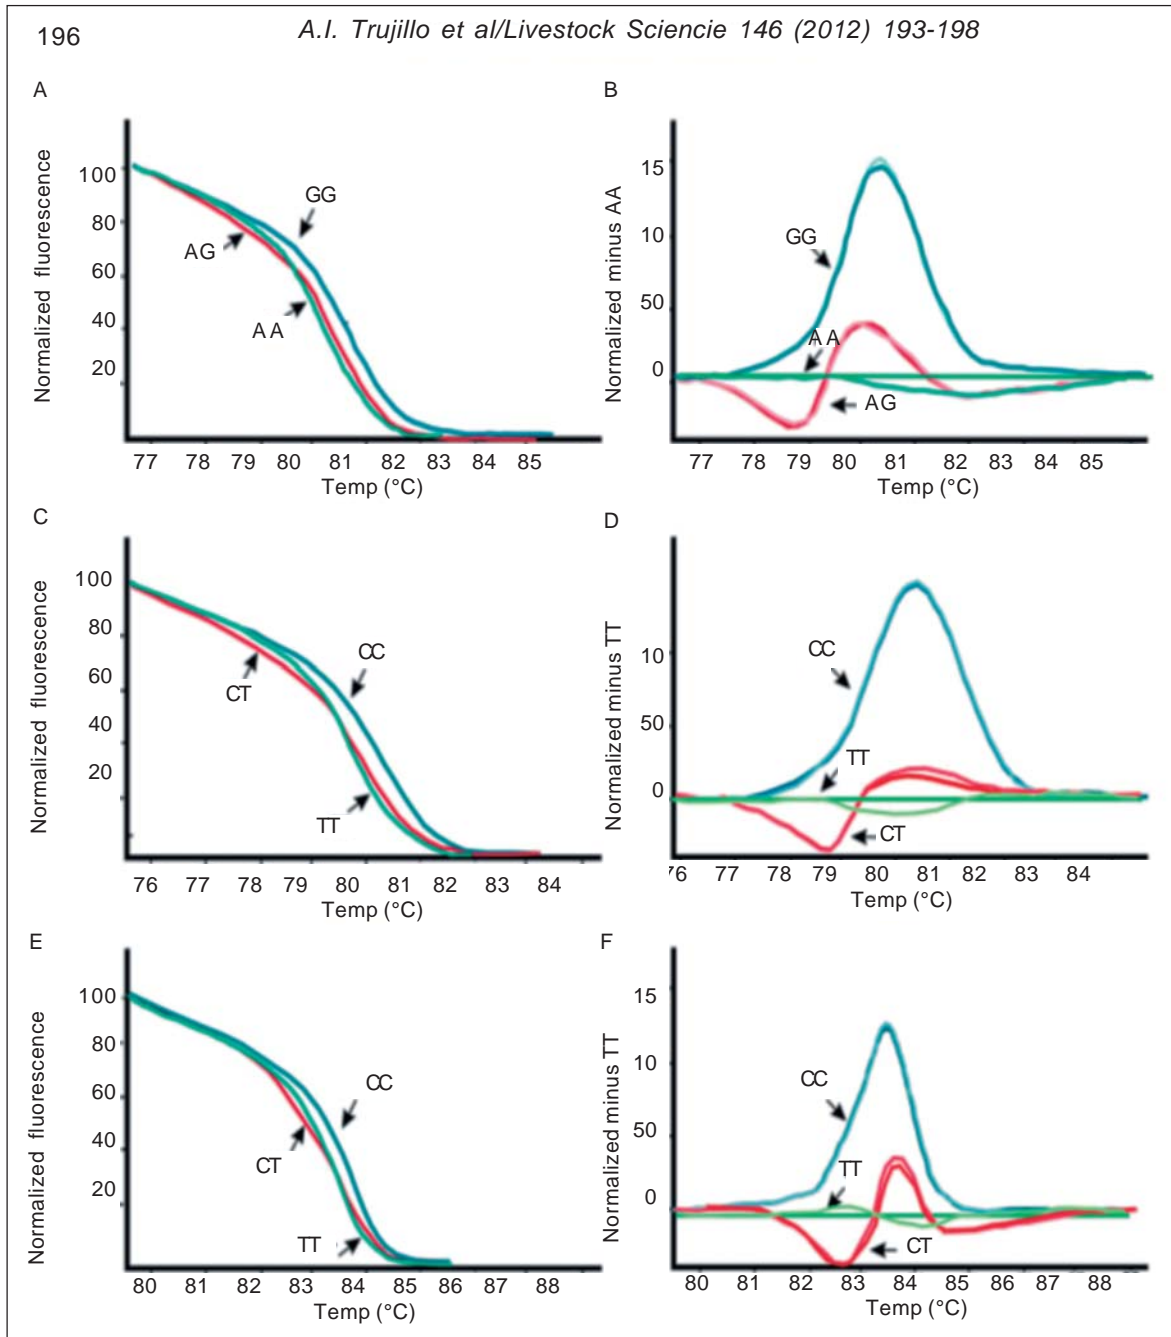 196
A.I. Trujillo et al/Livestock Sciencie 146 (2012) 193-198
A
Normalized fluorescence
100
80
60
40
20
GG
AG
AA
77 78 79 80 81 82 83 84 85
Temp (°C)
B
Normalized minus AA
15
10
50
0
GG
AA
AG
77 78 79 80 81 82 83 84 85
Temp (°C)
C
Normalized fluorescence
100
80
60
40
20
CC
CT
TT
76 77 78 79 80 81 82 83 84
Temp (°C)
D
Normalized minus TT
10
50
0
CC
TT
CT
76 77 78 79 80 81 82 83 84
Temp (°C)
E
Normalized fluorescence
100
80
60
40
20
CC
CT
TT
80 81 82 83 84 85 86 87 88
Temp (°C)
F
Normalized minus TT
15
10
50
0
CC
TT
CT
80 81 82 83 84 85 86 87 88
Temp (°C)